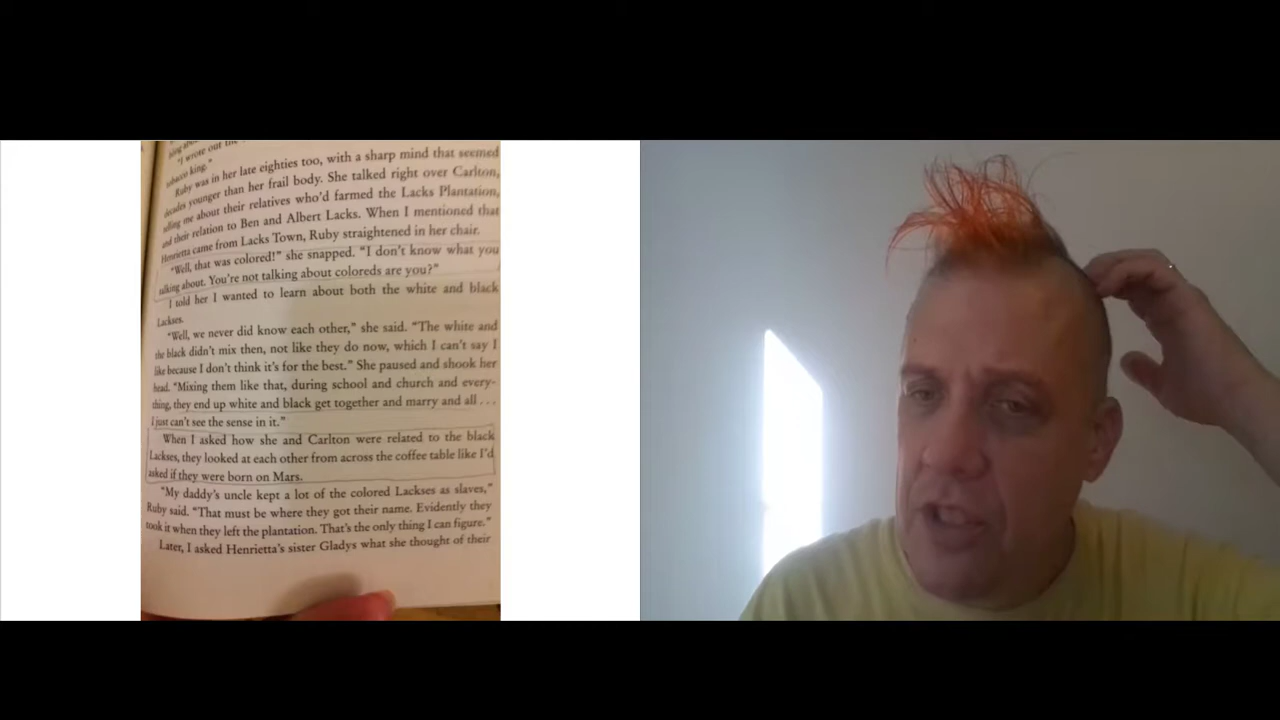 "I wrote out the
tobacco king."
Ruby was in her late eighties too, with a sharp mind that seemed
decades younger than her frail body. She talked right over Carlton,
telling me about their relatives who'd farmed the Lacks Plantation,
and their relation to Ben and Albert Lacks. When I mentioned that
Henrietta came from Lacks Town, Ruby straightened in her chair.
"Well, that was colored!" she snapped. "I don't know what you
talking about. You're not talking about coloreds are you?"
I told her I wanted to learn about both the white and black
Lackses.
"Well, we never did know each other," she said. "The white and
the black didn't mix then, not like they do now, which I can't say I
like because I don't think it's for the best." She paused and shook her
head. "Mixing them like that, during school and church and every-
thing, they end up white and black get together and marry and all . . .
I just can't see the sense in it."
When I asked how she and Carlton were related to the black
Lackses, they looked at each other from across the coffee table like I'd
asked if they were born on Mars.
"My daddy's uncle kept a lot of the colored Lackses as slaves,"
Ruby said. "That must be where they got their name. Evidently they
took it when they left the plantation. That's the only thing I can figure."
Later, I asked Henrietta's sister Gladys what she thought of their